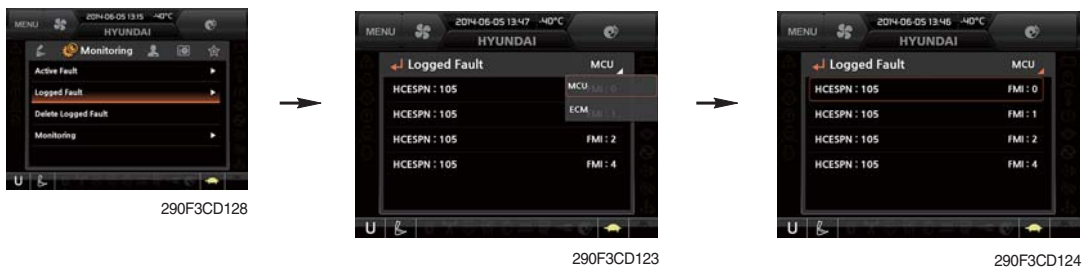 MENU
2014-06-05 13:15 -40°C
HYUNDAI
Monitoring
Active Fault
Logged Fault
Delete Logged Fault
Monitoring
U
290F3CD128
MENU
2014-06-05 13:47 -40°C
HYUNDAI
Logged Fault MCU
HCESPN : 105
MCU
ECM
HCESPN : 105
HCESPN : 105 FMI : 2
HCESPN : 105 FMI : 4
U
290F3CD123
MENU
2014-06-05 13:46 -40°C
HYUNDAI
Logged Fault MCU
HCESPN : 105 FMI : 0
HCESPN : 105 FMI : 1
HCESPN : 105 FMI : 2
HCESPN : 105 FMI : 4
U
290F3CD124